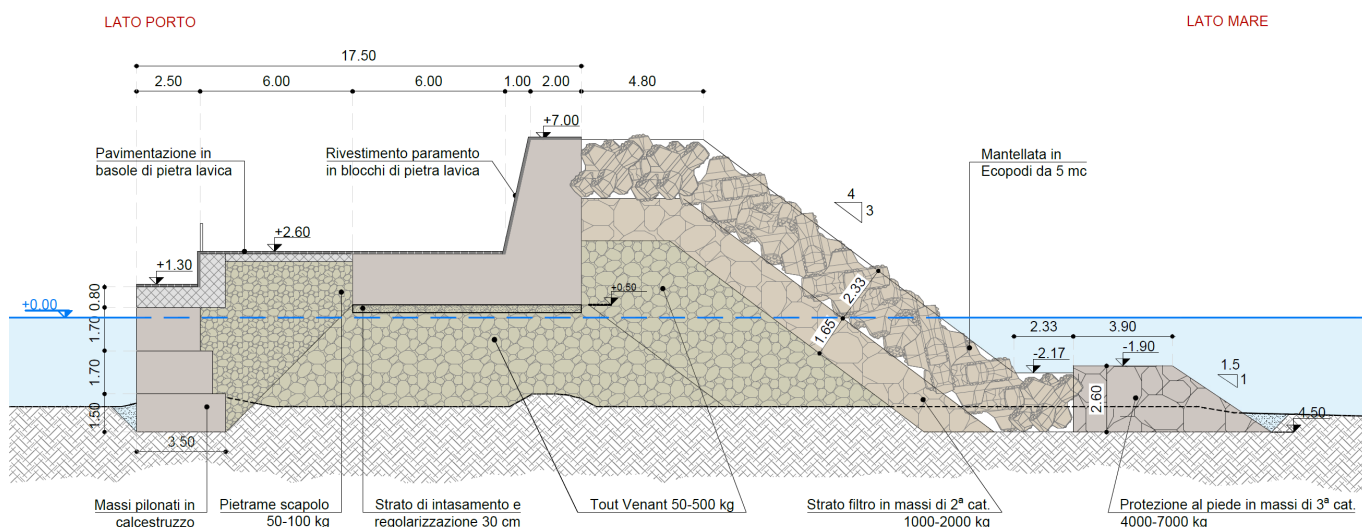 LATO PORTO
LATO MARE
17.50
2.50
6.00
6.00
1.00
2.00
4.80
+7.00
Pavimentazione in
basole di pietra lavica
Rivestimento paramento
in blocchi di pietra lavica
Mantellata in
Ecopodi da 5 mc
4
3
+2.60
+1.30
+0.50
+0.00
0.80
1.70
1.70
1.50
2.33
1.65
2.33
3.90
-2.17
-1.90
1.5
1
2.60
-4.50
3.50
Massi pilonati in
calcestruzzo
Pietrame scapolo
50-100 kg
Strato di intasamento e
regolarizzazione 30 cm
Tout Venant 50-500 kg
Strato filtro in massi di 2ª cat.
1000-2000 kg
Protezione al piede in massi di 3ª cat.
4000-7000 kg